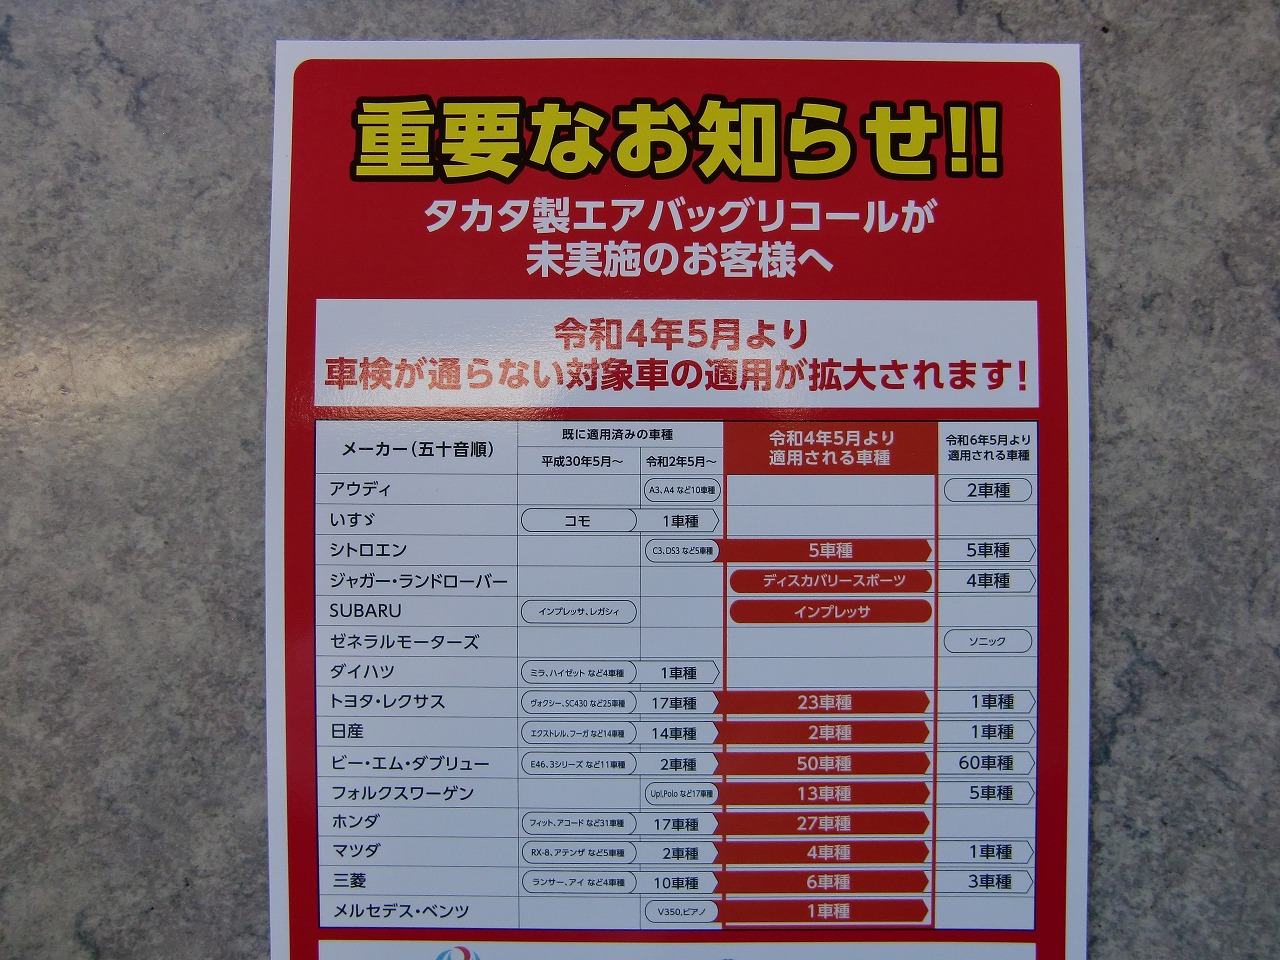 重要なお知らせ!!
タカタ製エアバッグリコールが
未実施のお客様へ
令和4年5月より
車検が通らない対象車の適用が拡大されます!
メーカー(五十音順) 既に適用済みの車種 令和4年5月より 適用される車種 令和6年5月より 適用される車種
平成30年5月~ 令和2年5月~
アウディ A3、A4 など10車種 2車種
いすゞ コモ 1車種
シトロエン C3、DS3 など5車種 5車種 5車種
ジャガー・ランドローバー ディスカバリースポーツ 4車種
SUBARU インプレッサ、レガシィ インプレッサ
ゼネラルモーターズ ソニック
ダイハツ ミラ、ハイゼット など4車種 1車種
トヨタ・レクサス ヴォクシー、SC430 など25車種 17車種 23車種 1車種
日産 エクストレル、フーガ など14車種 14車種 2車種 1車種
ビー・エム・ダブリュー E46、3シリーズ など11車種 2車種 50車種 60車種
フォルクスワーゲン Up!,Polo など17車種 13車種 5車種
ホンダ フィット、アコード など31車種 17車種 27車種
マツダ RX-8、アテンザ など5車種 2車種 4車種 1車種
三菱 ランサー、アイ など4車種 10車種 6車種 3車種
メルセデス・ベンツ V350,ビアノ 1車種